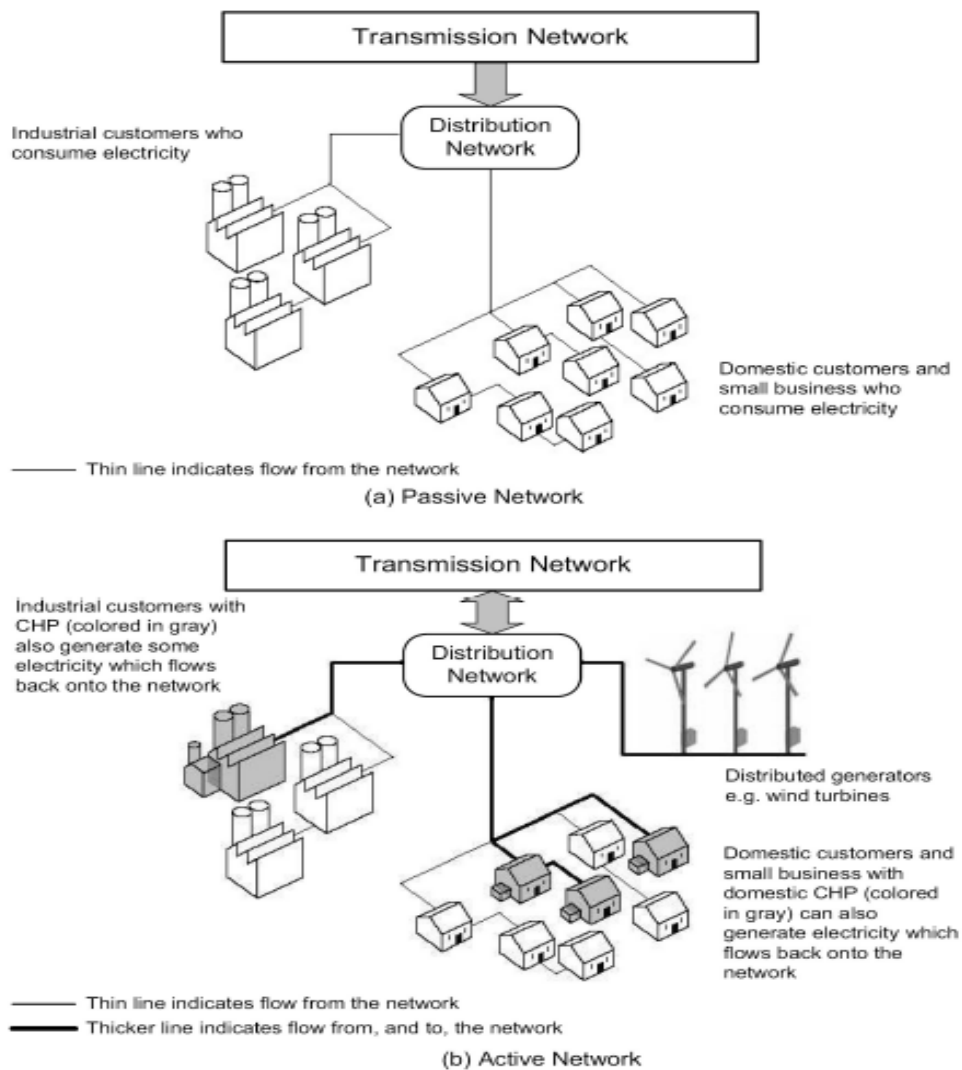 Transmission Network
Distribution
Network
Industrial customers who
consume electricity
Domestic customers and
small business who
consume electricity
Thin line indicates flow from the network
(a) Passive Network
Transmission Network
Industrial customers with
CHP (colored in gray)
also generate some
electricity which flows
back onto the network
Distribution
Network
Distributed generators
e.g. wind turbines
Domestic customers and
small business with
domestic CHP (colored
in gray) can also
generate electricity which
flows back onto the
network
Thin line indicates flow from the network
Thicker line indicates flow from, and to, the network
(b) Active Network